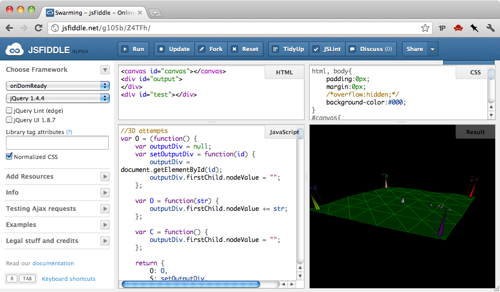 Swarming - jsFiddle - Online
jsfiddle.net/g105b/Z4TFh/
JSFIDDLE ALPHA
Run
Update
Fork
Reset
TidyUp
JSLint
Discuss (0)
Share
Choose Framework
onDomReady
jQuery 1.4.4
jQuery Lint (edge)
jQuery UI 1.8.7
Library tag attributes (?)
Normalized CSS
Add Resources
Info
Testing Ajax requests
Examples
Legal stuff and credits
Read our documentation
TAB
Keyboard shortcuts
HTML
<canvas id="canvas"></canvas>
<div id="output">
</div>
<div id="test"></div>
CSS
html, body{
padding:0px;
margin:0px;
/*overflow:hidden;*/
background-color:#000;
}
#canvas{
JavaScript
//3D attempts
var O = (function() {
var outputDiv = null;
var setOutputDiv = function(id) {
outputDiv =
document.getElementById(id);
outputDiv.firstChild.nodeValue = "";
};
var O = function(str) {
outputDiv.firstChild.nodeValue += str;
};
var C = function() {
outputDiv.firstChild.nodeValue = "";
};
return {
O: O,
S: setOutputDiv,
Result